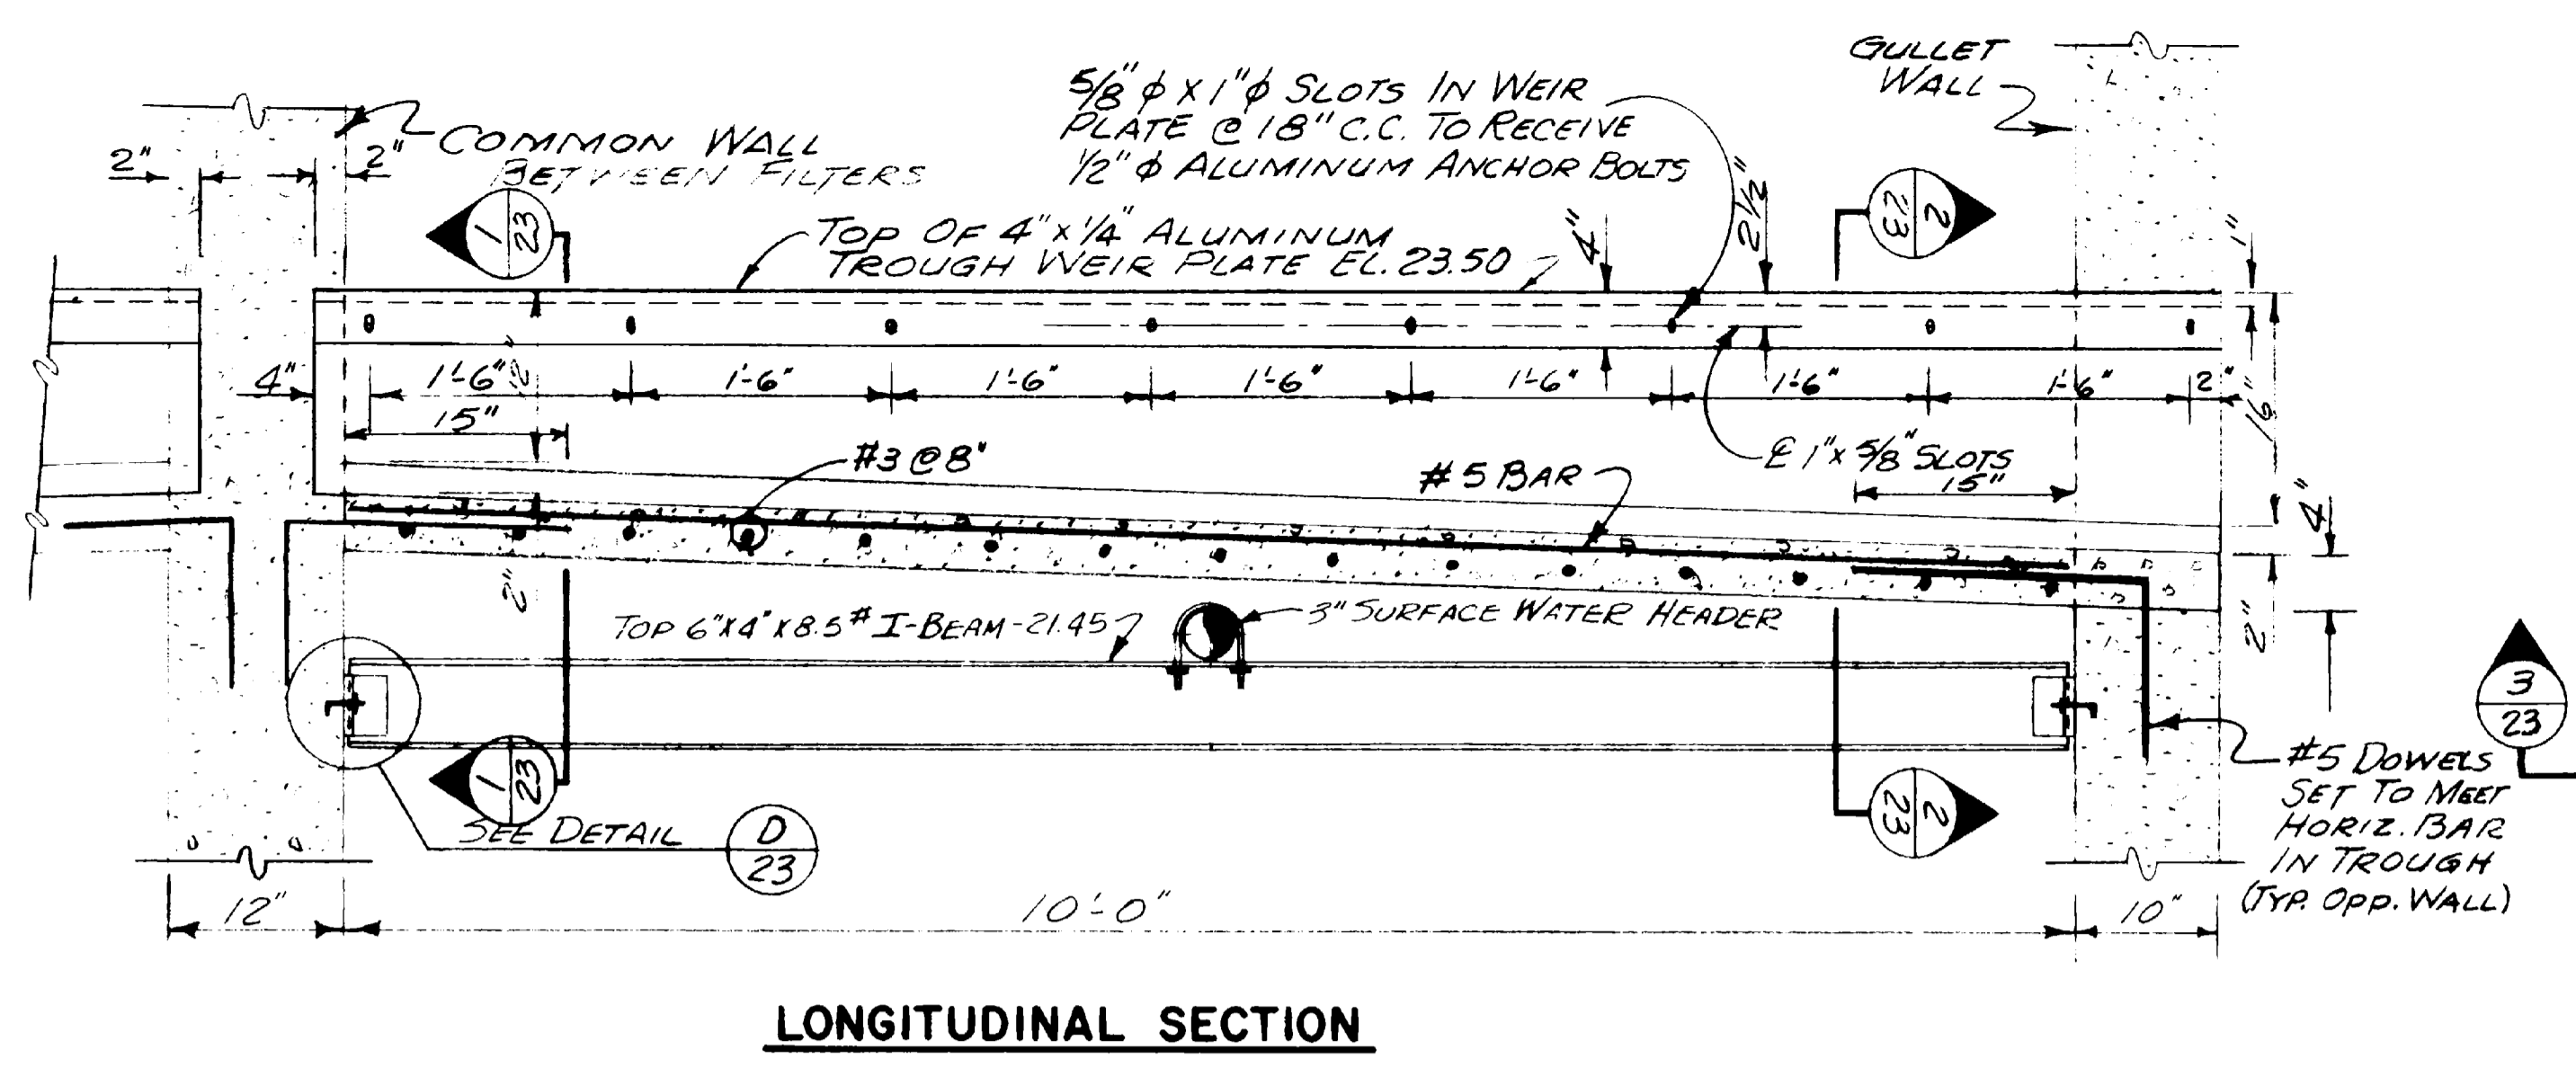 GULLET
WALL
5/8" φ X 1" φ SLOTS IN WEIR
PLATE @ 18" C.C. TO RECEIVE
1/2" φ ALUMINUM ANCHOR BOLTS
COMMON WALL
BETWEEN FILTERS
2"
2"
1
23
2
23
TOP OF 4" X 1/4" ALUMINUM
TROUGH WEIR PLATE EL. 23.50
4"
2 1/2"
1"
4"
1'-6"
1'-6"
1'-6"
1'-6"
1'-6"
1'-6"
1'-6"
2"
12"
16"
15"
#3 @ 8"
#5 BAR
℄ 1" X 5/8" SLOTS
15"
4"
2"
2"
TOP 6" X 4" X 8.5# I-BEAM-21.45
3" SURFACE WATER HEADER
3
23
1
23
2
23
#5 DOWELS
SET TO MEET
HORIZ. BAR
IN TROUGH
(TYP. OPP. WALL)
SEE DETAIL
D
23
12"
10'-0"
10"
LONGITUDINAL SECTION